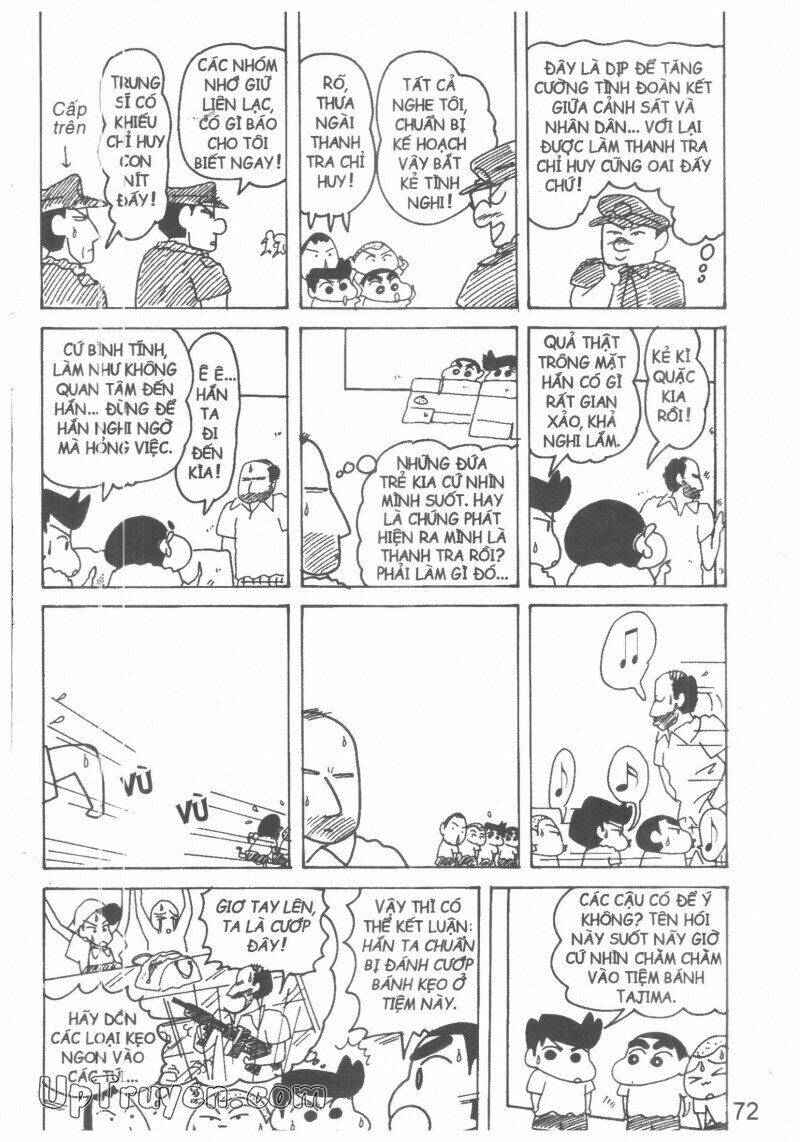 ĐÂY LÀ DỊP ĐỂ TĂNG
CƯỜNG TÌNH ĐOÀN KẾT
GIỮA CẢNH SÁT VÀ
NHÂN DÂN... VỚI LẠI
ĐƯỢC LÀM THANH TRA
CHỈ HUY CŨNG OAI ĐẤY
CHỨ!
TẤT CẢ
NGHE TÔI,
CHUẨN BỊ
KẾ HOẠCH
VÂY BẮT
KẺ TÌNH
NGHI!
RÕ,
THƯA
NGÀI
THANH
TRA CHỈ
HUY!
CÁC NHÓM
NHỚ GIỮ
LIÊN LẠC,
CÓ GÌ BÁO
CHO TÔI
BIẾT NGAY!
TRUNG
SĨ CÓ
KHIẾU
CHỈ HUY
CON
NÍT
ĐẤY!
Cấp
trên
KẺ KÌ
QUẶC
KIA
RỒI!
QUẢ THẬT
TRÔNG MẶT
HẮN CÓ GÌ
RẤT GIAN
XẢO, KHẢ
NGHI LẮM.
NHỮNG ĐỨA
TRẺ KIA CỨ NHÌN
MÌNH SUỐT. HAY
LÀ CHÚNG PHÁT
HIỆN RA MÌNH LÀ
THANH TRA RỒI?
PHẢI LÀM GÌ ĐÓ...
Ê Ê...
HẮN
TA
ĐI
ĐẾN
KÌA!
CỨ BÌNH TĨNH,
LÀM NHƯ KHÔNG
QUAN TÂM ĐẾN
HẮN... ĐỪNG ĐỂ
HẮN NGHI NGỜ
MÀ HỎNG VIỆC.
VÙ
VÙ
CÁC CẬU CÓ ĐỂ Ý
KHÔNG? TÊN HÓI
NÀY SUỐT NÃY GIỜ
CỨ NHÌN CHẰM CHẰM
VÀO TIỆM BÁNH
TAJIMA.
VẬY THÌ CÓ
THỂ KẾT LUẬN:
HẮN TA CHUẨN
BỊ ĐÁNH CƯỚP
BÁNH KẸO Ở
TIỆM NÀY.
GIƠ TAY LÊN,
TA LÀ CƯỚP
ĐÂY!
HÃY DỒN
CÁC LOẠI KẸO
NGON VÀO
CÁC TÚI...
UpTruyen.com
72